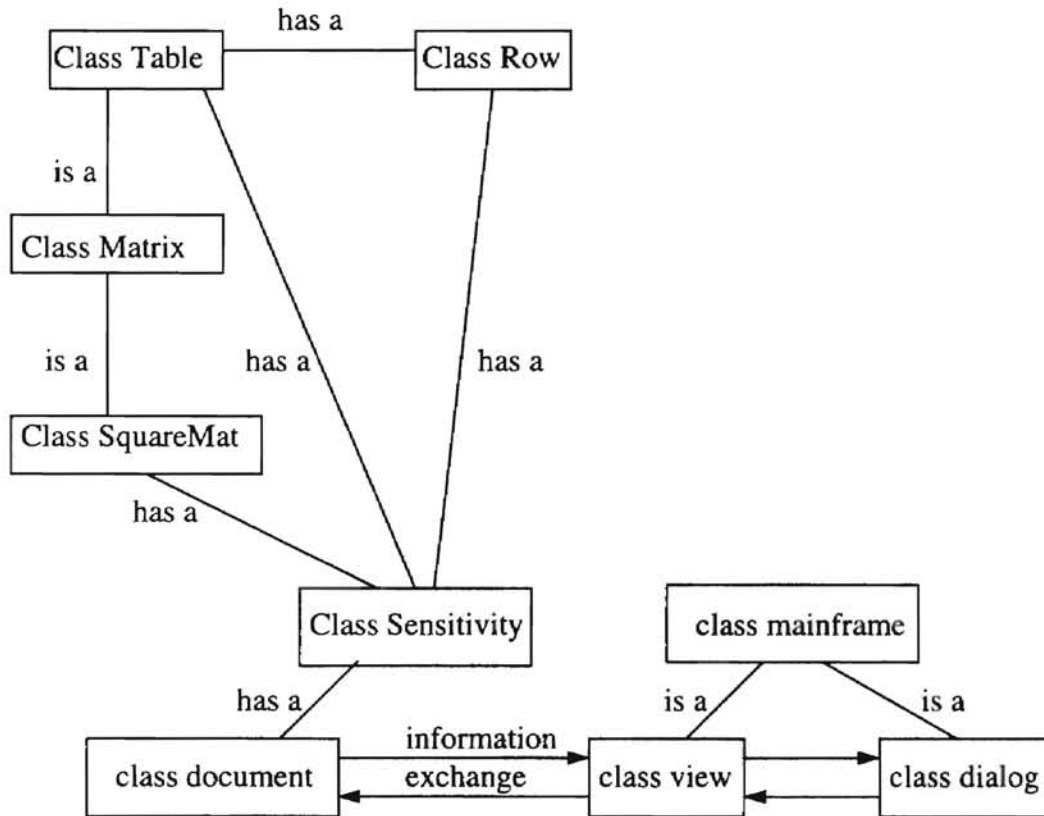 has a
Class Table
Class Row
is a
Class Matrix
is a
has a
has a
Class SquareMat
has a
Class Sensitivity
class mainframe
has a
is a
is a
information
class document
exchange
class view
class dialog